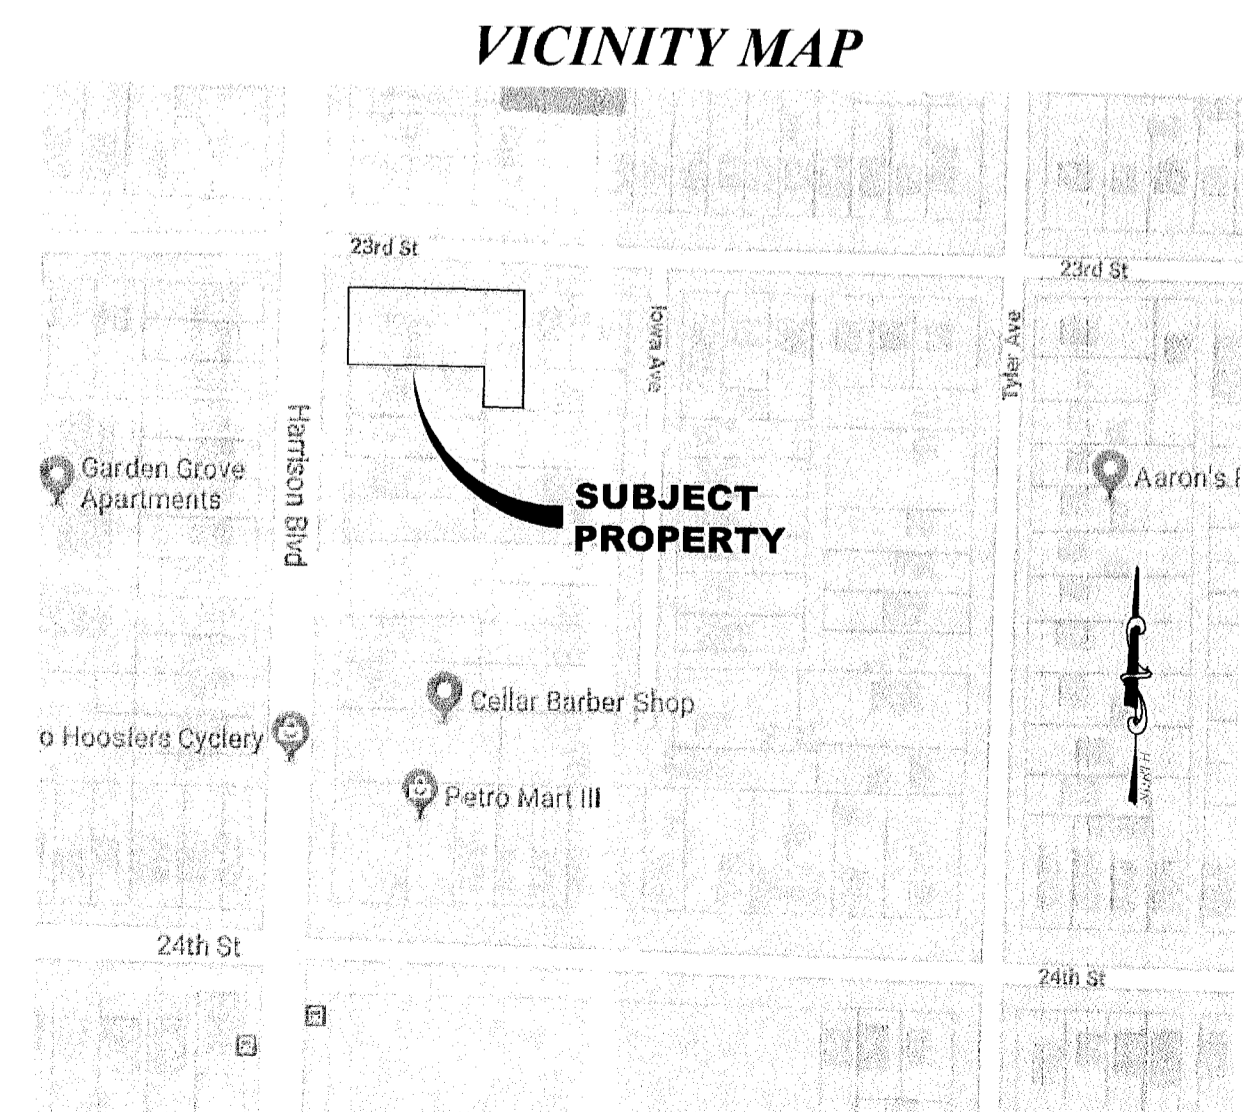 VICINITY MAP
23rd St
23rd St
Iowa Ave
Tyler Ave
Harrison Blvd
Garden Grove
Apartments
Aaron's
SUBJECT
PROPERTY
Cellar Barber Shop
o Hoosiers Cyclery
Petro Mart III
24th St
24th St